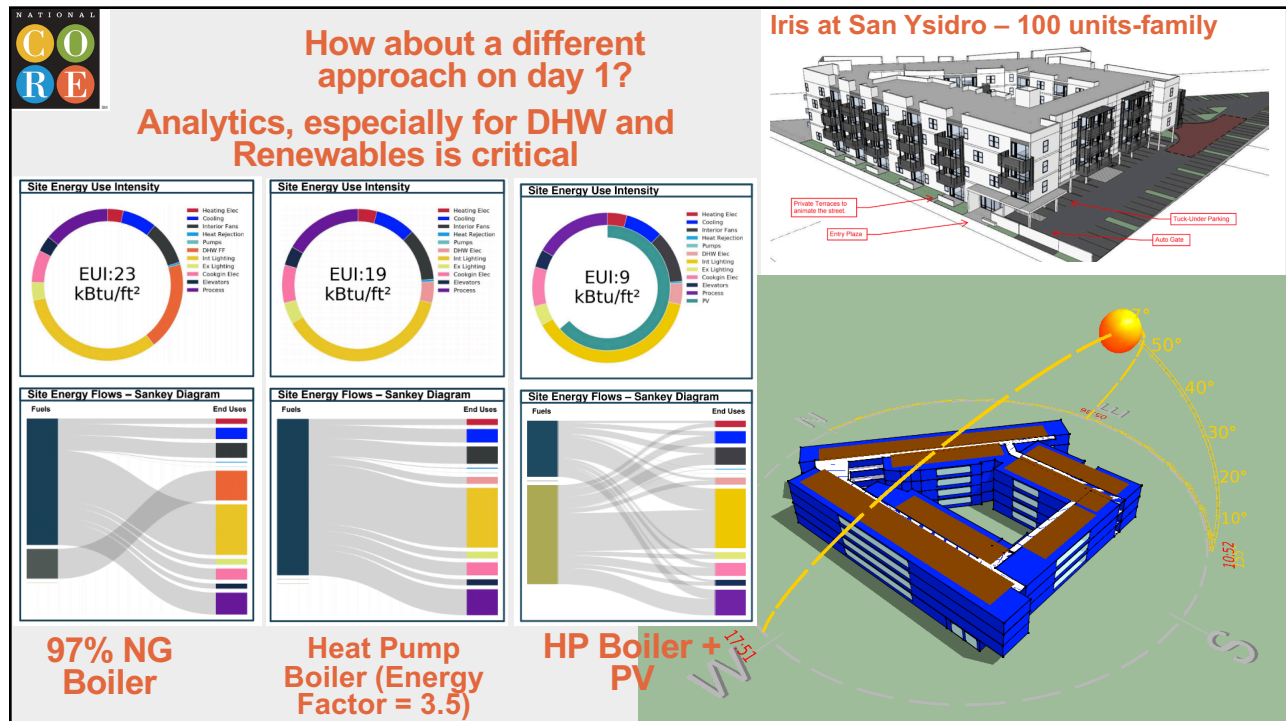 NATIONAL
CO
RE
How about a different
approach on day 1?
Analytics, especially for DHW and
Renewables is critical
Iris at San Ysidro – 100 units-family
Private Terraces to
animate the street.
Entry Plaza
Tuck-Under Parking
Auto Gate
Site Energy Use Intensity
EUI:23
kBtu/ft²
Heating Elec
Cooling
Interior Fans
Heat Rejection
Pumps
DHW FF
Int Lighting
Ex Lighting
Cookgin Elec
Elevators
Process
Site Energy Use Intensity
EUI:19
kBtu/ft²
Heating Elec
Cooling
Interior Fans
Heat Rejection
Pumps
DHW Elec
Int Lighting
Ex Lighting
Cookgin Elec
Elevators
Process
Site Energy Use Intensity
EUI:9
kBtu/ft²
Heating Elec
Cooling
Interior Fans
Heat Rejection
Pumps
DHW Elec
Int Lighting
Ex Lighting
Cookgin Elec
Elevators
Process
PV
Site Energy Flows – Sankey Diagram
Fuels
End Uses
Site Energy Flows – Sankey Diagram
Fuels
End Uses
Site Energy Flows – Sankey Diagram
Fuels
End Uses
97% NG
Boiler
Heat Pump
Boiler (Energy
Factor = 3.5)
HP Boiler +
PV
50°
40°
30°
20°
10°
10:52
17:51
W
S